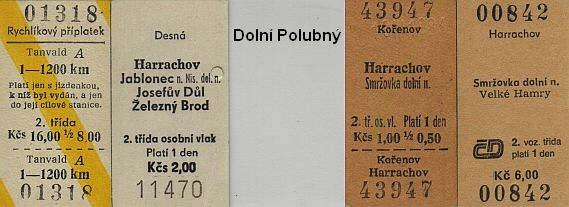 01318
Rychlíkový příplatek
Tanvald A
1—1200 km
Platí jen s jízdenkou,
k níž byl vydán, a jen
do její cílové stanice.
2. třída
Kčs 16,00 ½ 8,00
Tanvald A
1—1200 km
01318
Desná
Harrachov
Jablonec n. Nis. dol. n.
Josefův Důl
Železný Brod
2. třída osobní vlak
Platí 1 den
Kčs 2,00
11470
Dolní Polubný
43947
Kořenov
Harrachov
Smržovka dolní n.
2. tř. os. vl. Platí 1 den
Kčs 1,00 ½ 0,50
Kořenov
Harrachov
43947
00842
Harrachov
Smržovka dolní n.
Velké Hamry
ČD
2. voz. třída
platí 1 den
Kč 6,00
00842